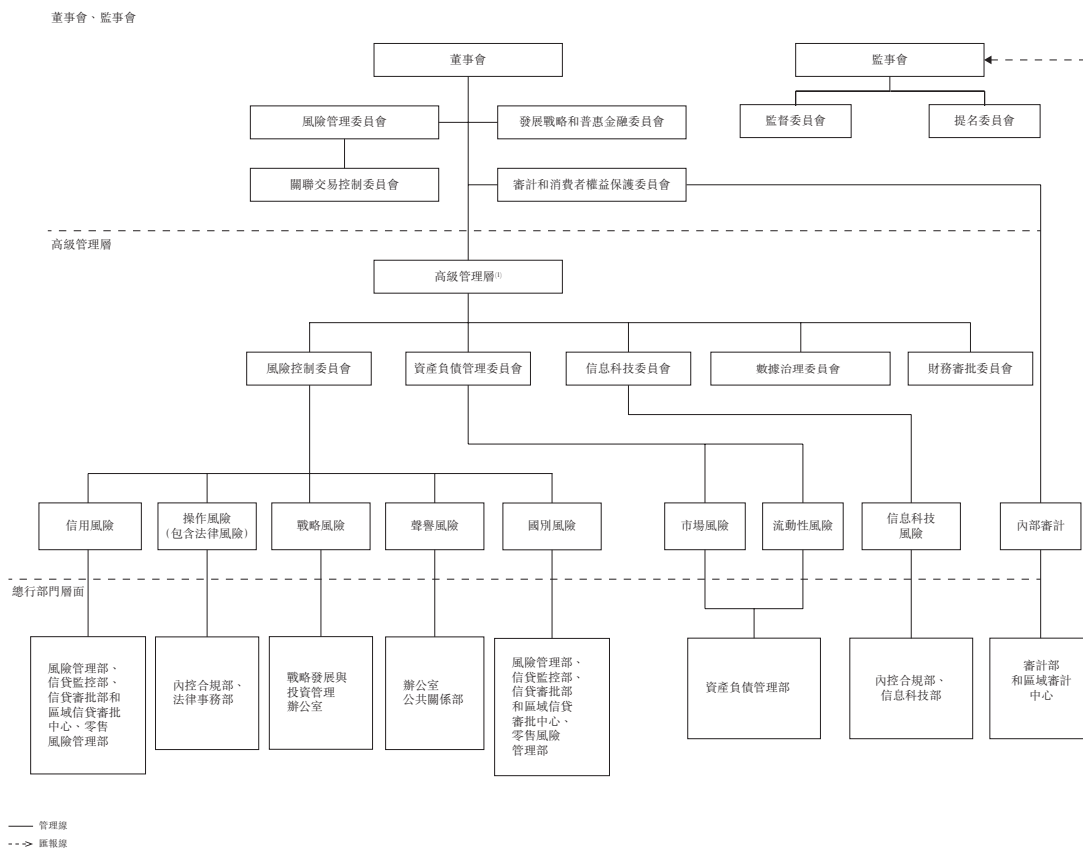 董事會、監事會
董事會
監事會
風險管理委員會
發展戰略和普惠金融委員會
監督委員會
提名委員會
關聯交易控制委員會
審計和消費者權益保護委員會
高級管理層
高級管理層(1)
風險控制委員會
資產負債管理委員會
信息科技委員會
數據治理委員會
財務審批委員會
信用風險
操作風險
(包含法律風險)
戰略風險
聲譽風險
國別風險
市場風險
流動性風險
信息科技
風險
內部審計
總行部門層面
風險管理部、
信貸監控部、
信貸審批部和
區域信貸審批
中心、零售
風險管理部
內控合規部、
法律事務部
戰略發展與
投資管理
辦公室
辦公室
公共關係部
風險管理部、
信貸監控部、
信貸審批部
和區域信貸
審批中心、
零售風險
管理部
資產負債管理部
內控合規部、
信息科技部
審計部
和區域審計
中心
管理線
匯報線